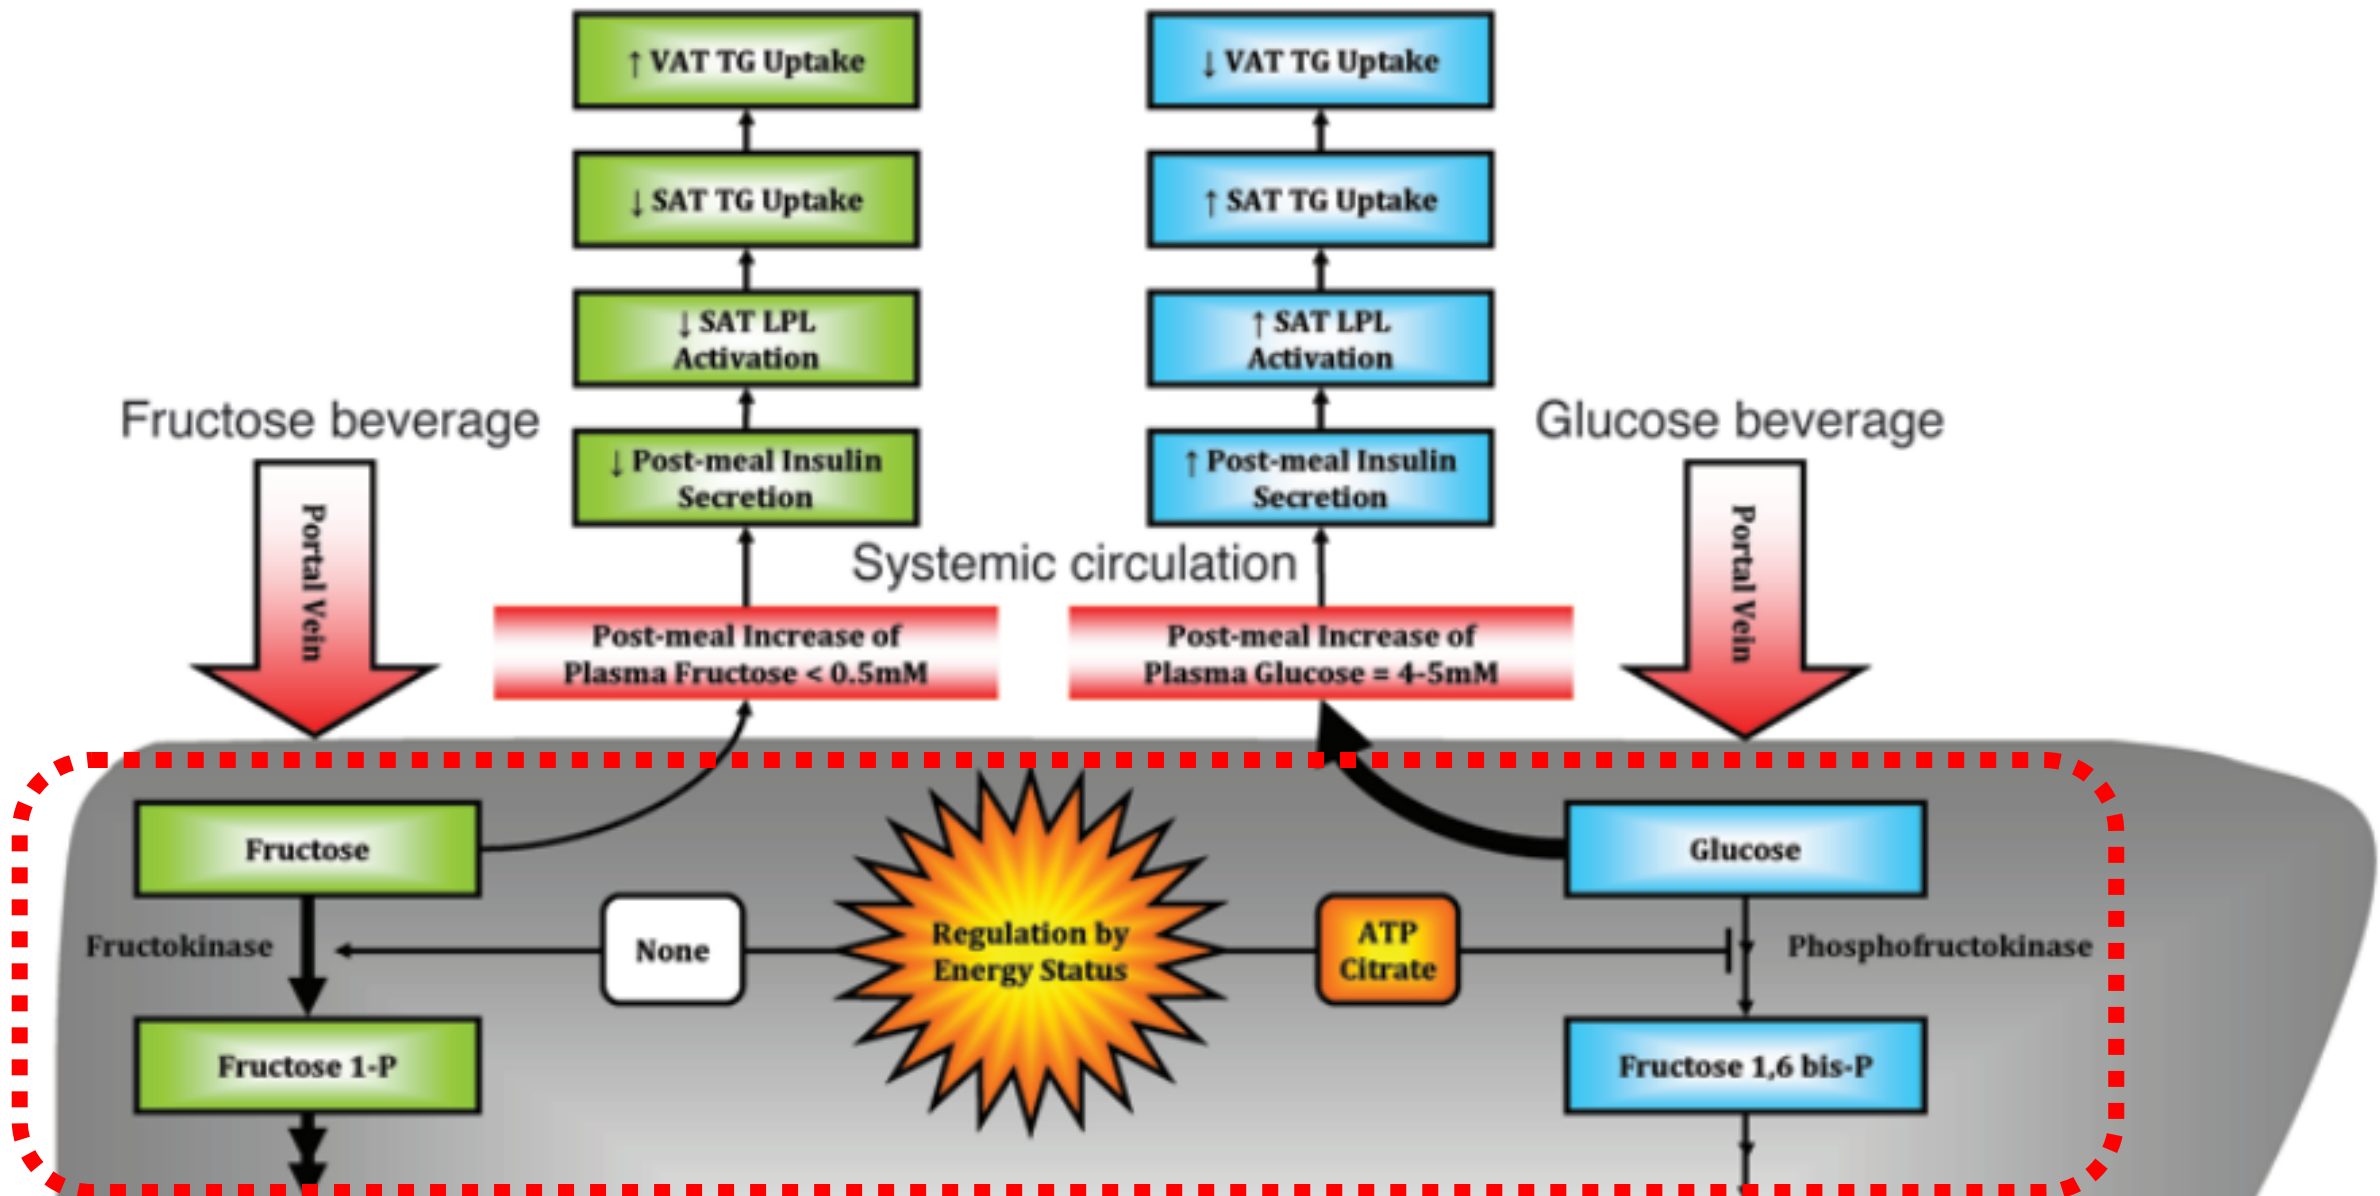 ↑ VAT TG Uptake
↓ SAT TG Uptake
↓ SAT LPL
Activation
↓ Post-meal Insulin
Secretion
↓ VAT TG Uptake
↑ SAT TG Uptake
↑ SAT LPL
Activation
↑ Post-meal Insulin
Secretion
Fructose beverage
Glucose beverage
Portal Vein
Portal Vein
Systemic circulation
Post-meal Increase of
Plasma Fructose < 0.5mM
Post-meal Increase of
Plasma Glucose = 4-5mM
Fructose
Glucose
Fructokinase
None
Regulation by
Energy Status
ATP
Citrate
Phosphofructokinase
Fructose 1-P
Fructose 1,6 bis-P